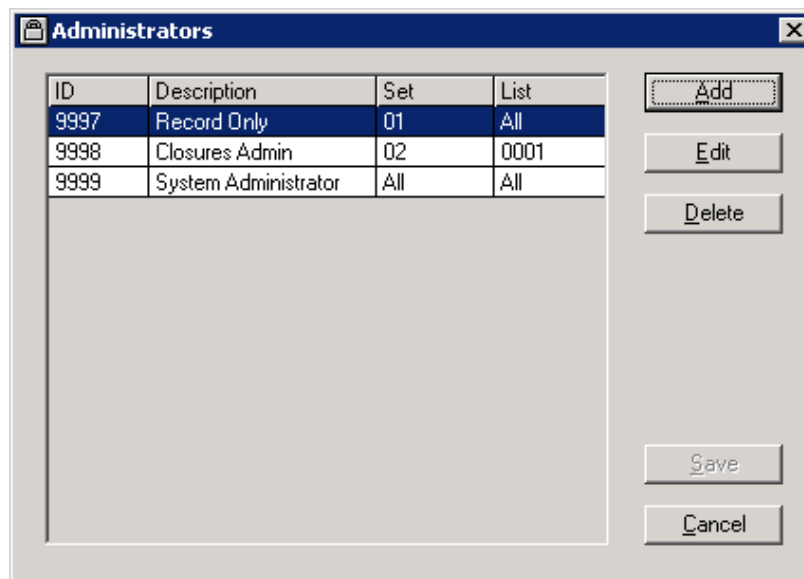 Administrators
ID Description Set List
9997 Record Only 01 All
9998 Closures Admin 02 0001
9999 System Administrator All All
Add
Edit
Delete
Save
Cancel